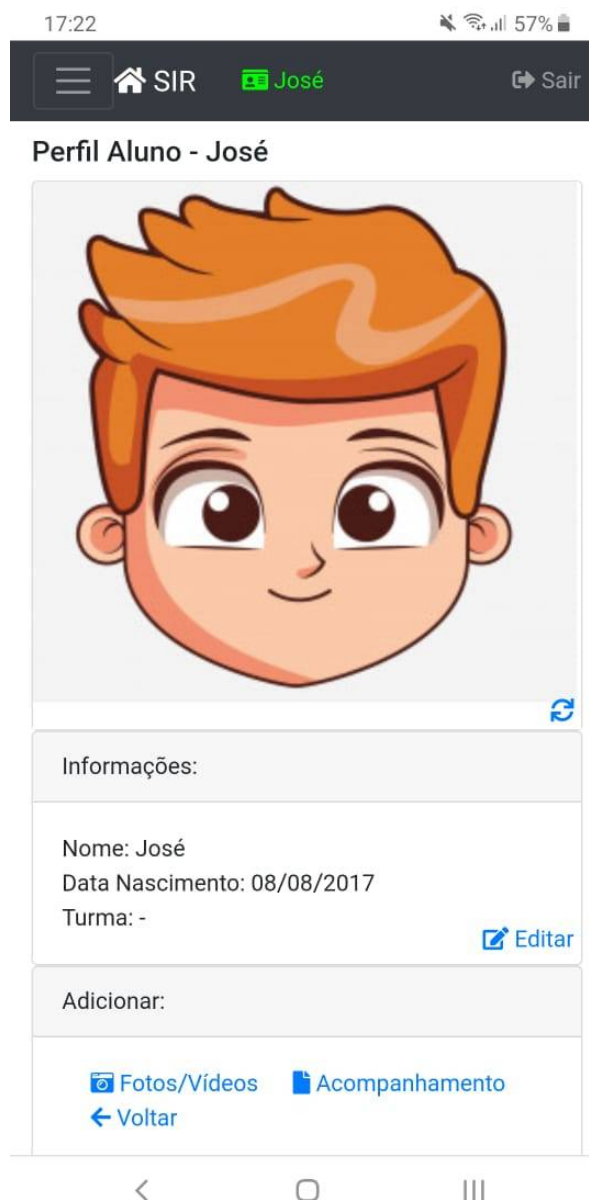 17:22 57%
SIR José Sair
Perfil Aluno - José
Informações:
Nome: José
Data Nascimento: 08/08/2017
Turma: -
Editar
Adicionar:
Fotos/Vídeos Acompanhamento
Voltar